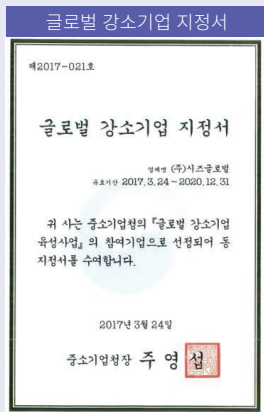 글로벌 강소기업 지정서
제2017-021호
글로벌 강소기업 지정서
업체명 (주)시즈글로벌
유효기간 2017. 3. 24 ~ 2020. 12. 31
귀 사는 중소기업청의 『글로벌 강소기업
육성사업』의 참여기업으로 선정되어 동
지정서를 수여합니다.
2017년 3월 24일
중소기업청장 주 영 섭